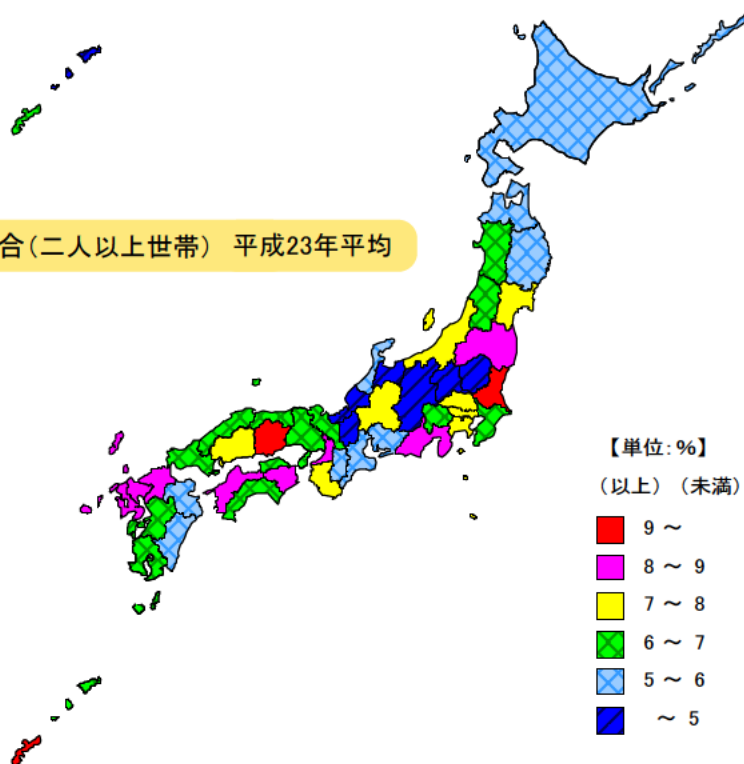 合(二人以上世帯) 平成23年平均
【単位:%】
(以上)(未満)
9 ～
8 ～ 9
7 ～ 8
6 ～ 7
5 ～ 6
～ 5